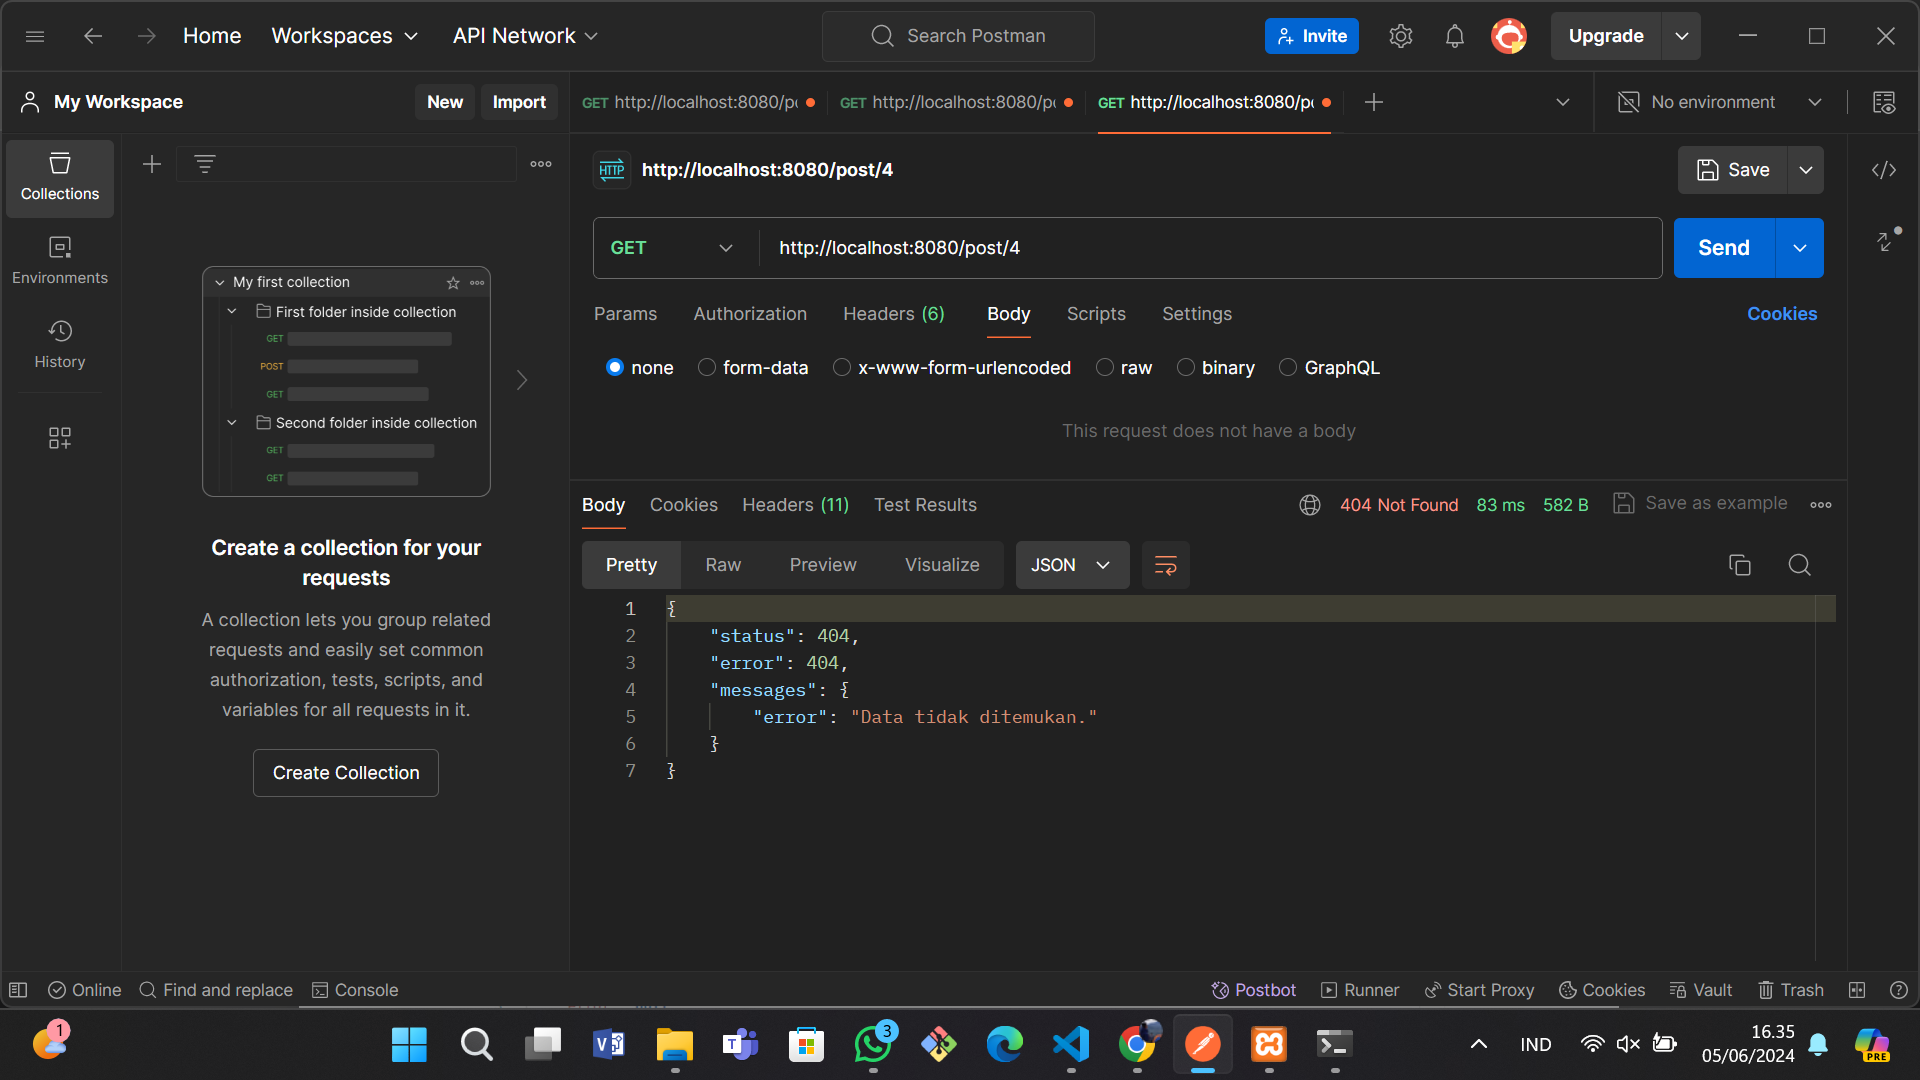 Home
Workspaces
API Network
Search Postman
Invite
Upgrade
My Workspace
New
Import
GET http://localhost:8080/p
GET http://localhost:8080/p
GET http://localhost:8080/p
No environment
Collections
Environments
History
My first collection
First folder inside collection
GET
POST
GET
Second folder inside collection
GET
GET
Create a collection for your
requests
A collection lets you group related
requests and easily set common
authorization, tests, scripts, and
variables for all requests in it.
Create Collection
HTTP http://localhost:8080/post/4
Save
GET
http://localhost:8080/post/4
Send
Params
Authorization
Headers (6)
Body
Scripts
Settings
Cookies
none
form-data
x-www-form-urlencoded
raw
binary
GraphQL
This request does not have a body
Body
Cookies
Headers (11)
Test Results
404 Not Found
83 ms
582 B
Save as example
Pretty
Raw
Preview
Visualize
JSON
1 {
2 "status": 404,
3 "error": 404,
4 "messages": {
5 "error": "Data tidak ditemukan."
6 }
7 }
Online
Find and replace
Console
Postbot
Runner
Start Proxy
Cookies
Vault
Trash
1
3
IND
16.35
05/06/2024
PRE